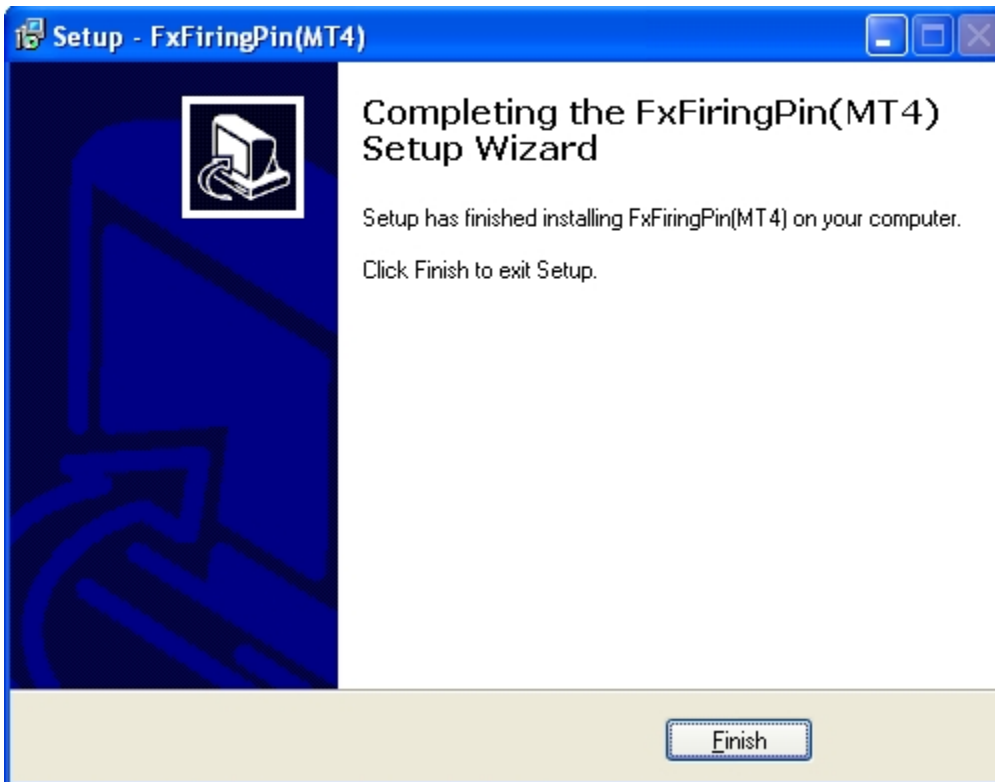 Setup - FxFiringPin(MT4)
Completing the FxFiringPin(MT4)
Setup Wizard
Setup has finished installing FxFiringPin(MT4) on your computer.
Click Finish to exit Setup.
Finish